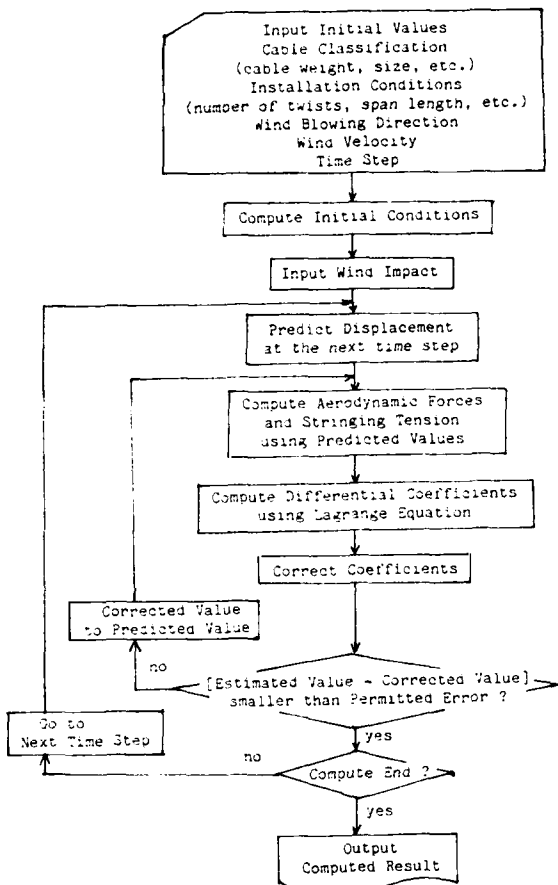 Input Initial Values
Cable Classification
(cable weight, size, etc.)
Installation Conditions
(number of twists, span length, etc.)
Wind Blowing Direction
Wind Velocity
Time Step
Compute Initial Conditions
Input Wind Impact
Predict Displacement
at the next time step
Compute Aerodynamic Forces
and Stringing Tension
using Predicted Values
Compute Differential Coefficients
using Lagrange Equation
Correct Coefficients
Corrected Value
to Predicted Value
no
[Estimated Value - Corrected Value]
smaller than Permitted Error ?
yes
Go to
Next Time Step
no
Compute End ?
yes
Output
Computed Result